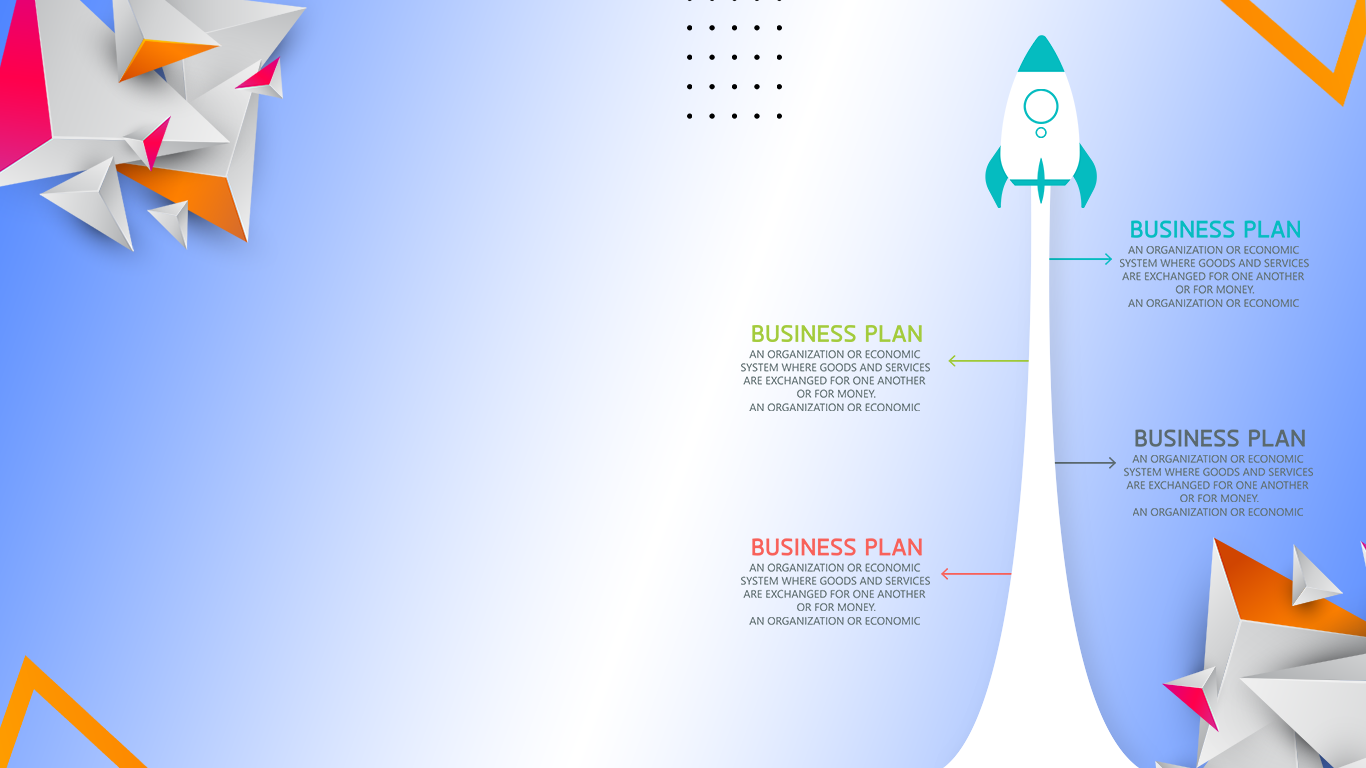 BUSINESS PLAN
AN ORGANIZATION OR ECONOMIC
SYSTEM WHERE GOODS AND SERVICES
ARE EXCHANGED FOR ONE ANOTHER
OR FOR MONEY.
AN ORGANIZATION OR ECONOMIC
BUSINESS PLAN
AN ORGANIZATION OR ECONOMIC
SYSTEM WHERE GOODS AND SERVICES
ARE EXCHANGED FOR ONE ANOTHER
OR FOR MONEY.
AN ORGANIZATION OR ECONOMIC
BUSINESS PLAN
AN ORGANIZATION OR ECONOMIC
SYSTEM WHERE GOODS AND SERVICES
ARE EXCHANGED FOR ONE ANOTHER
OR FOR MONEY.
AN ORGANIZATION OR ECONOMIC
BUSINESS PLAN
AN ORGANIZATION OR ECONOMIC
SYSTEM WHERE GOODS AND SERVICES
ARE EXCHANGED FOR ONE ANOTHER
OR FOR MONEY.
AN ORGANIZATION OR ECONOMIC